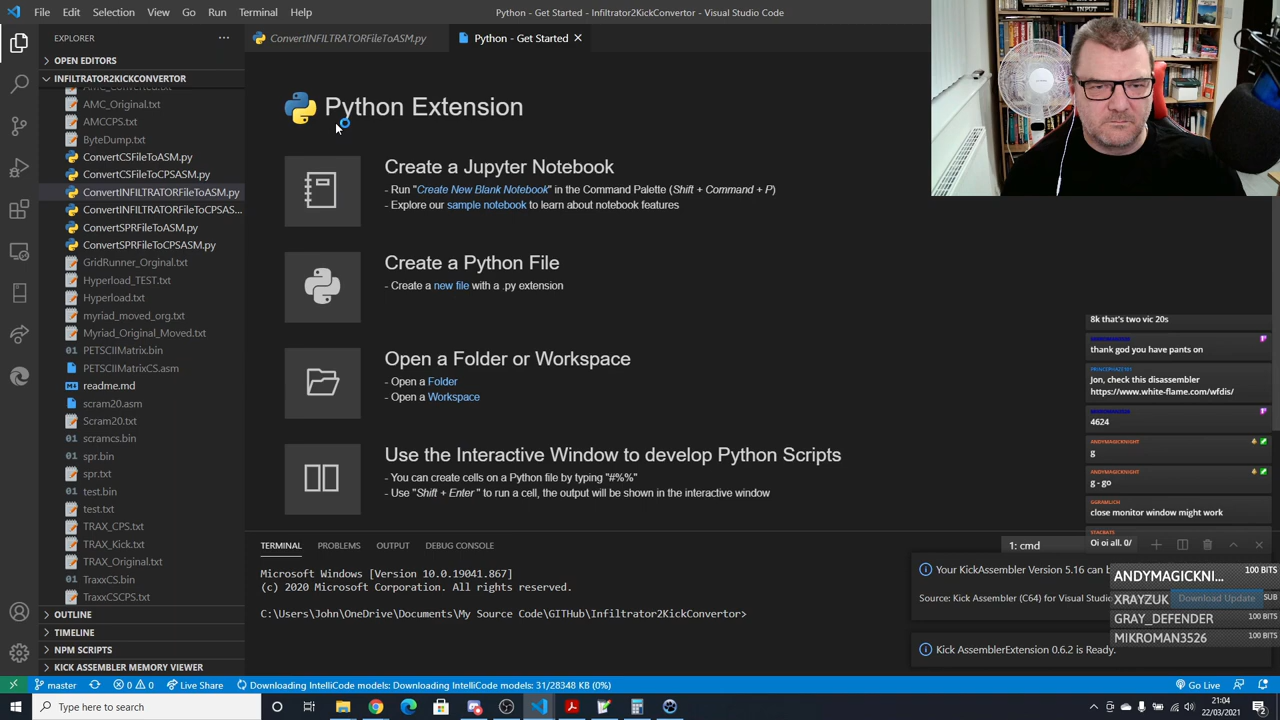 File Edit Selection View Go Run Terminal Help
Python - Get Started - Infiltrator2KickConvertor - Visual Studio Code
EXPLORER
ConvertINFILTRATORFileToASM.py
Python - Get Started
OPEN EDITORS
INFILTRATOR2KICKCONVERTOR
AMC_Converted.txt
AMC_Original.txt
AMCCPS.txt
ByteDump.txt
ConvertCSFileToASM.py
ConvertCSFileToCPSASM.py
ConvertINFILTRATORFileToASM.py
ConvertINFILTRATORFileToCPSAS...
ConvertSPRFileToASM.py
ConvertSPRFileToCPSASM.py
GridRunner_Orginal.txt
Hyperload_TEST.txt
Hyperload.txt
myriad_moved_org.txt
Myriad_Original_Moved.txt
PETSCIIMatrix.bin
PETSCIIMatrixCS.asm
readme.md
scram20.asm
Scram20.txt
scramcs.bin
spr.bin
spr.txt
test.bin
test.txt
TRAX_CPS.txt
TRAX_Kick.txt
TRAX_Original.txt
TraxxCS.bin
TraxxCSCPS.txt
OUTLINE
TIMELINE
NPM SCRIPTS
KICK ASSEMBLER MEMORY VIEWER
Python Extension
Create a Jupyter Notebook
- Run "Create New Blank Notebook" in the Command Palette (Shift + Command + P)
- Explore our sample notebook to learn about notebook features
Create a Python File
- Create a new file with a .py extension
Open a Folder or Workspace
- Open a Folder
- Open a Workspace
Use the Interactive Window to develop Python Scripts
- You can create cells on a Python file by typing "#%%"
- Use "Shift + Enter " to run a cell, the output will be shown in the interactive window
TERMINAL PROBLEMS OUTPUT DEBUG CONSOLE
1: cmd
Microsoft Windows [Version 10.0.19041.867]
(c) 2020 Microsoft Corporation. All rights reserved.
C:\Users\John\OneDrive\Documents\My Source Code\GITHub\Infiltrator2KickConvertor>
INPUT
8k that's two vic 20s
thank god you have pants on
Jon, check this disassembler
https://www.white-flame.com/wfdis/
4624
ANDYMAGICKNIGHT
g
ANDYMAGICKNIGHT
g - go
close monitor window might work
STACBATS
Oi oi all. 0/
Your KickAssembler Version 5.16 can b
Source: Kick Assembler (C64) for Visual Studio
Download Update
Kick AssemblerExtension 0.6.2 is Ready.
ANDYMAGICKNI... 100 BITS
XRAYZUK SUB
GRAY_DEFENDER 100 BITS
MIKROMAN3526 100 BITS
master
0 0
Live Share
Downloading IntelliCode models: Downloading IntelliCode models: 31/28348 KB (0%)
Go Live
Type here to search
21:04
22/03/2021
2